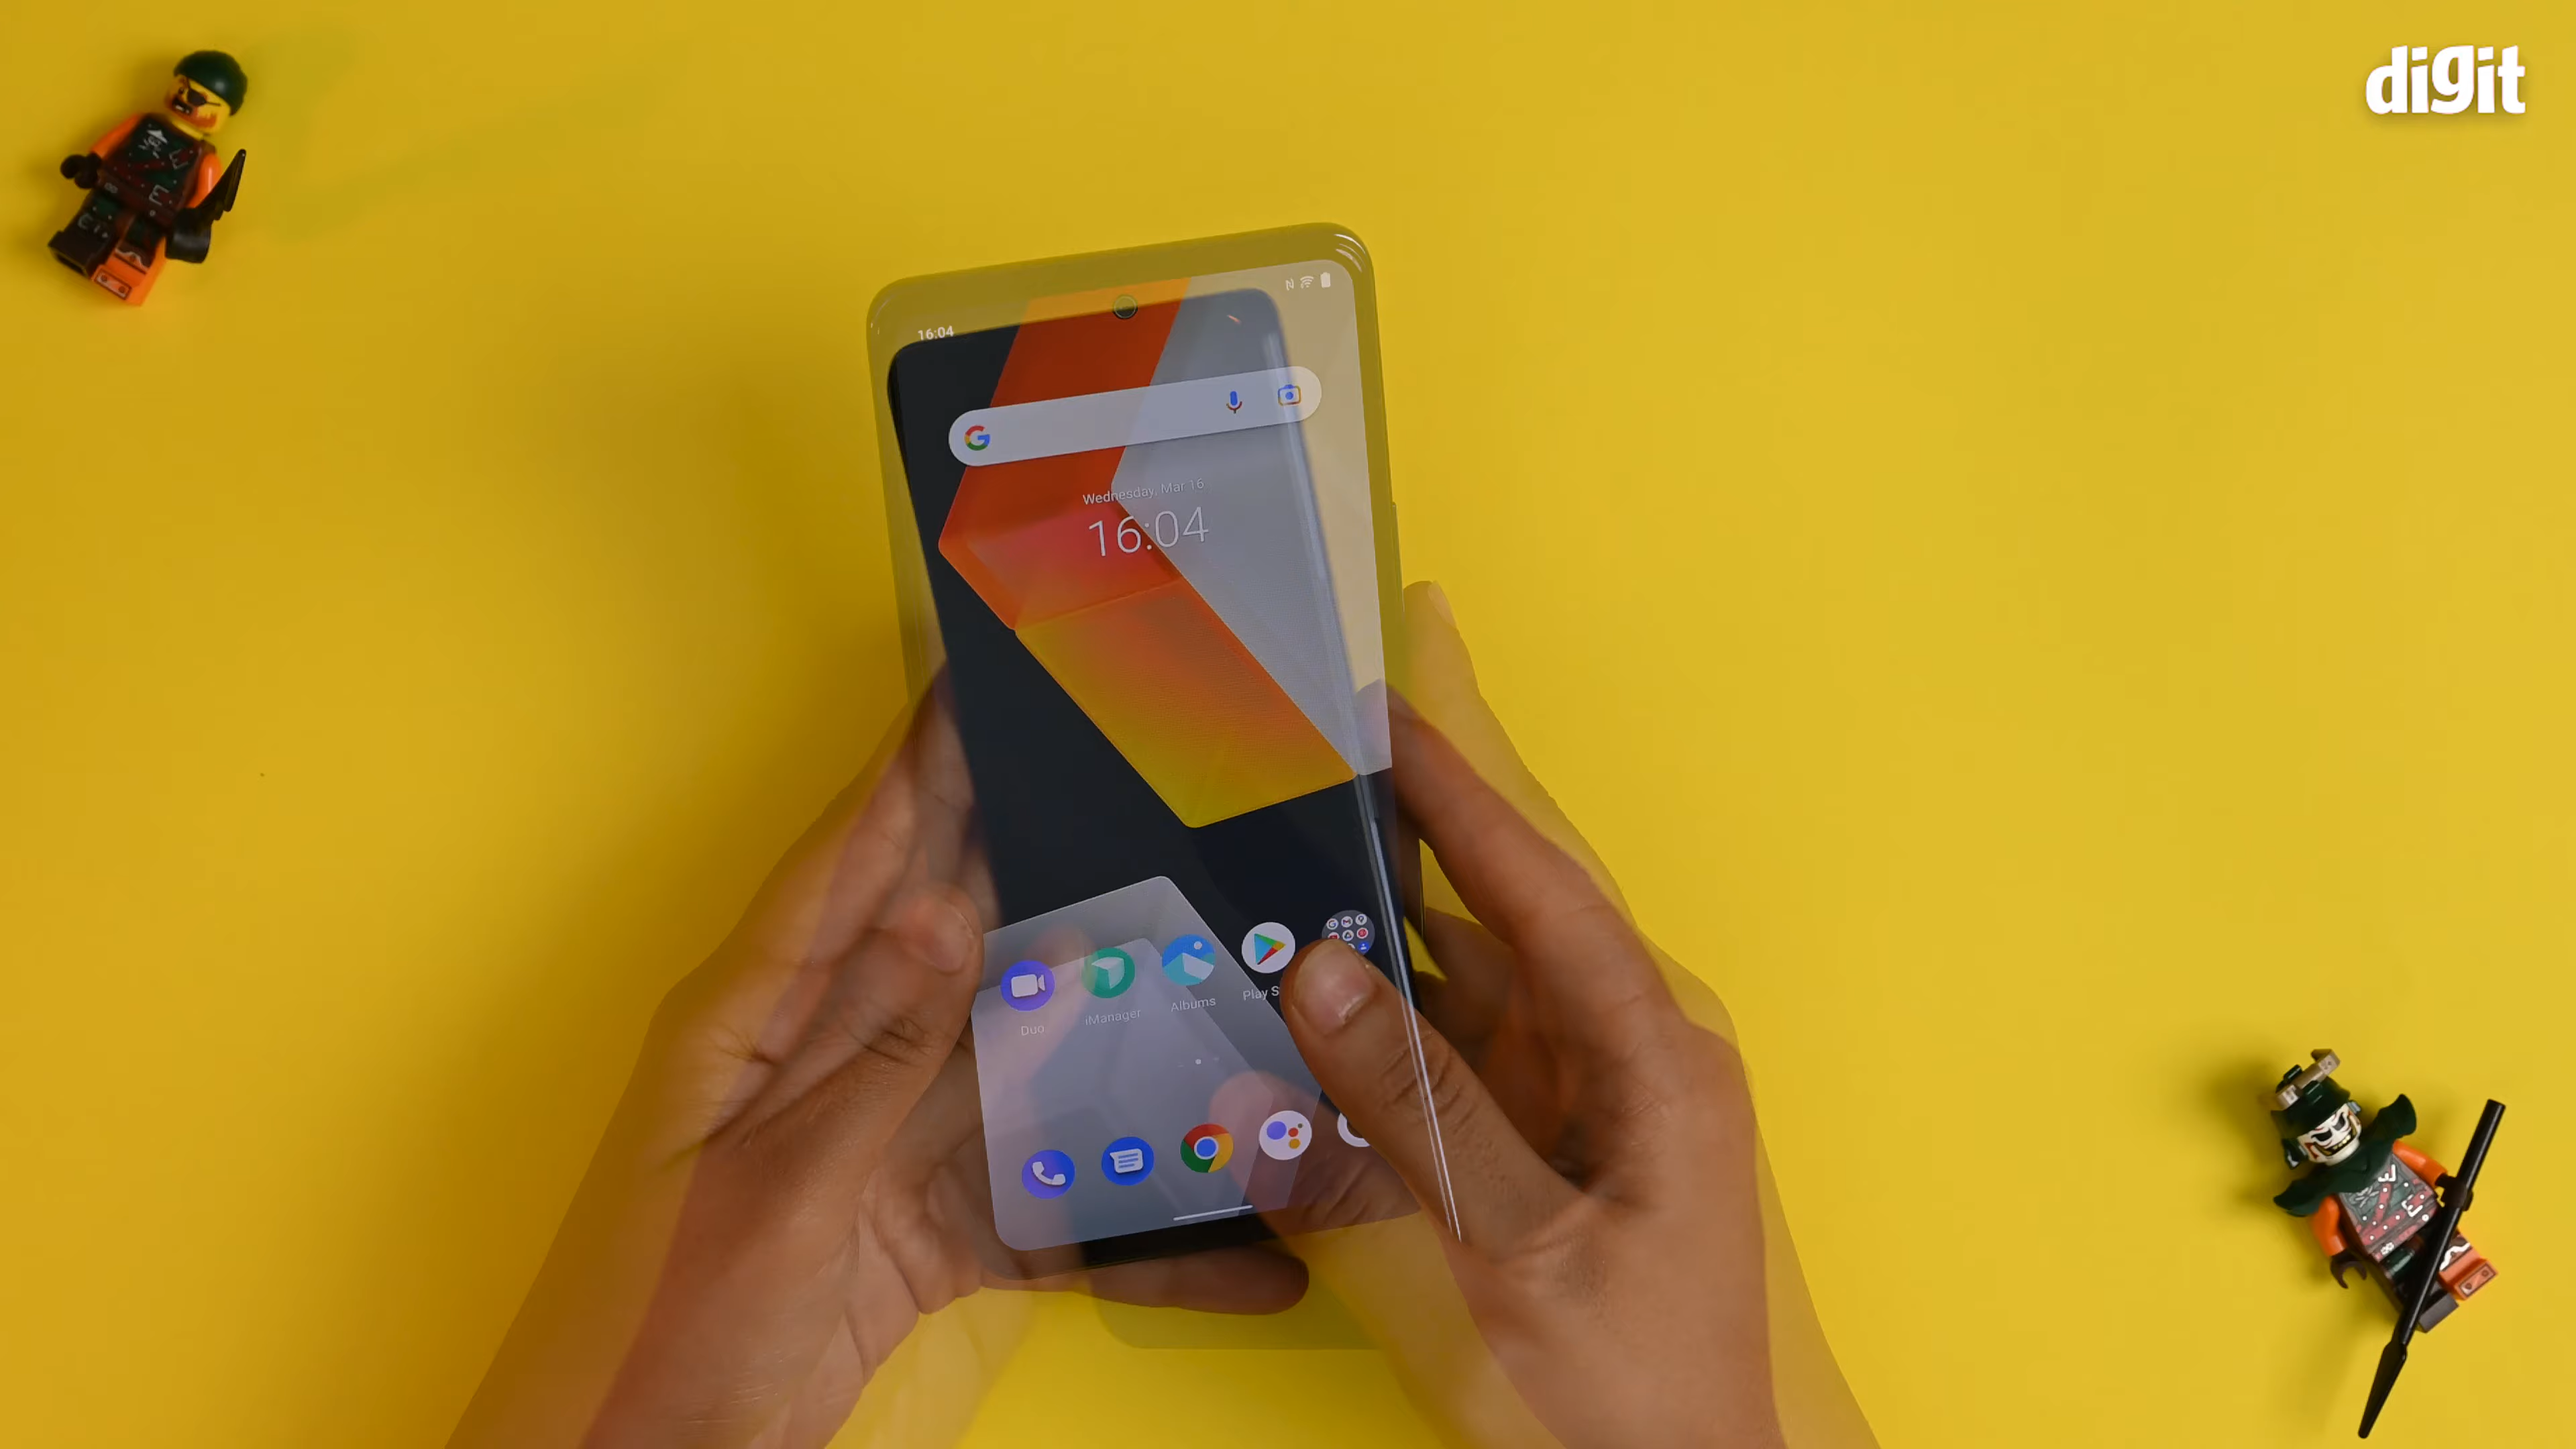 digit
16:04
Wednesday, Mar 16
16:04
Duo
iManager
Albums
Play S